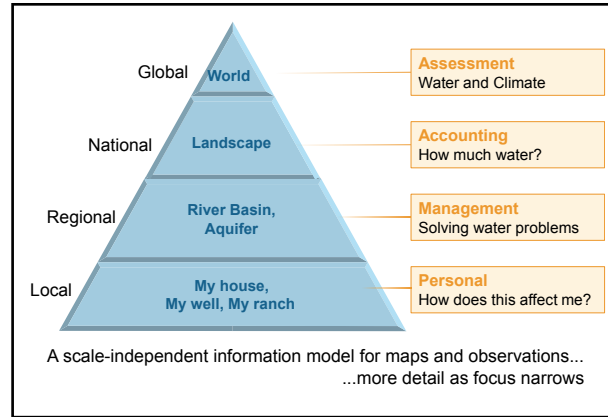 Global
World
Assessment
Water and Climate
National
Landscape
Accounting
How much water?
Regional
River Basin,
Aquifer
Management
Solving water problems
Local
My house,
My well, My ranch
Personal
How does this affect me?
A scale-independent information model for maps and observations...
...more detail as focus narrows